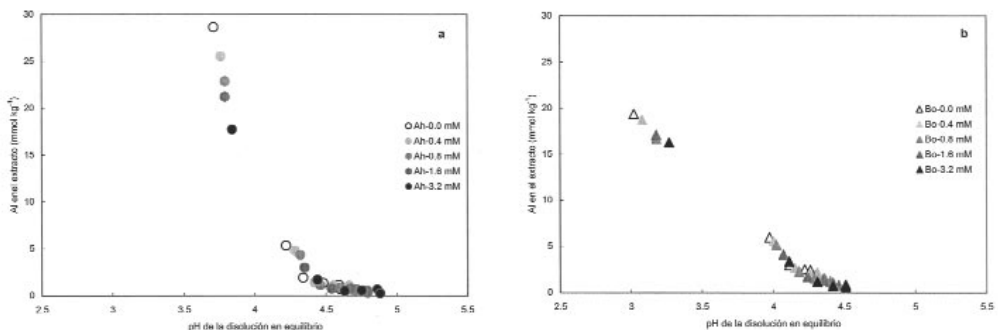 a
30
25
20
15
10
5
0
Al enel extracto (mmol kg-1)
Ah-0.0 mM
Ah-0.4 mM
Ah-0.8 mM
Ah-1.6 mM
Ah-3.2 mM
2.5 3 3.5 4 4.5 5 5.5
pH de la disolución en equilibrio
b
30
25
20
15
10
5
0
Al en el extracto (mmol kg-1)
Bo-0.0 mM
Bo-0.4 mM
Bo-0.8 mM
Bo-1.6 mM
Bo-3.2 mM
2.5 3 3.5 4 4.5 5 5.5
pH de la disolución en equilibrio